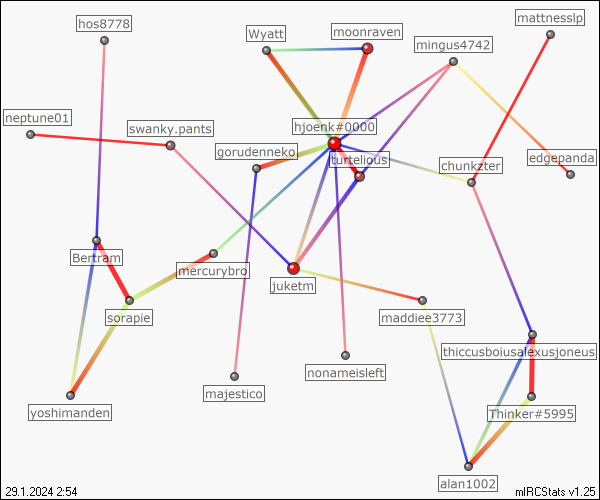 mattnesslp
hos8778
Wyatt
moonraven
mingus4742
neptune01
swanky.pants
hjoenk#0000
gorudenneko
turtelious
chunkzter
edgepanda
Bertram
mercurybro
juketm
sorapie
maddiee3773
thiccusboiusalexusjoneus
nonameisleft
majestico
yoshimanden
Thinker#5995
alan1002
29.1.2024 2:54
mIRCStats v1.25